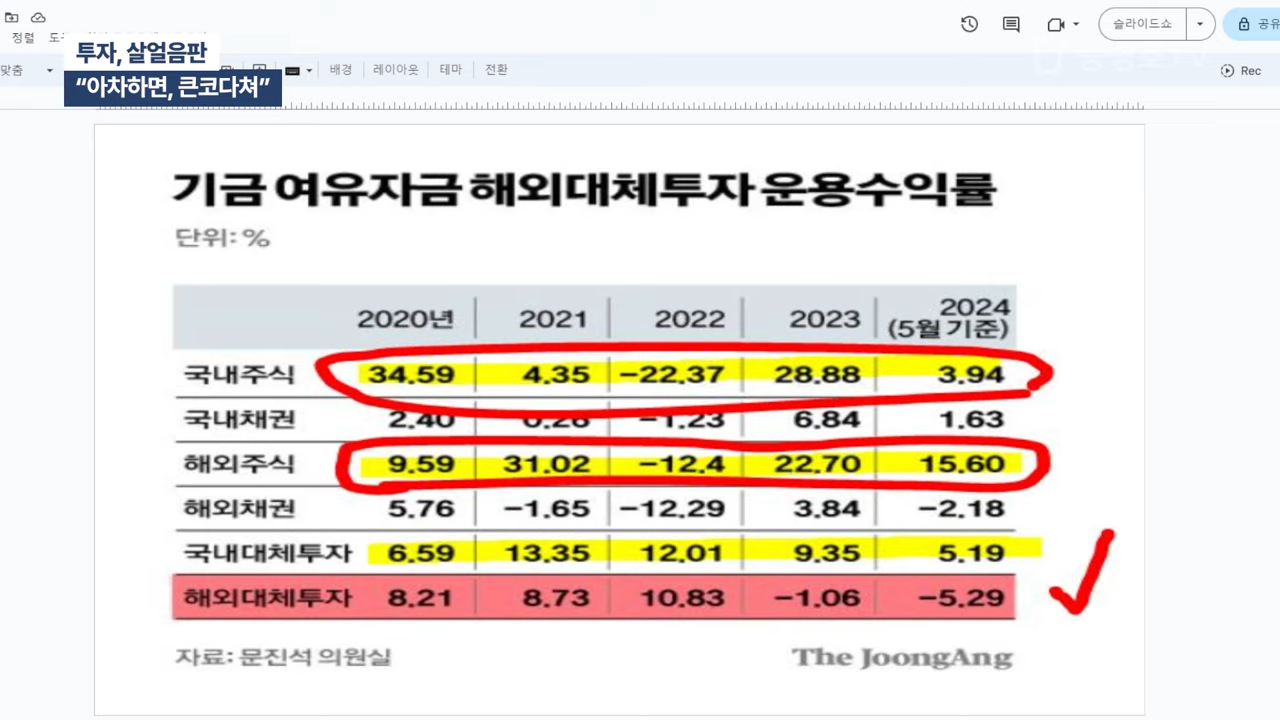 정렬
투자, 살얼음판
“아차하면, 큰코다쳐”
맞춤
배경
레이아웃
테마
전환
슬라이드쇼
공유
Rec
기금 여유자금 해외대체투자 운용수익률
단위: %
2020년 2021 2022 2023 2024
(5월 기준)
국내주식 34.59 4.35 −22.37 28.88 3.94
국내채권 2.40 0.26 −1.23 6.84 1.63
해외주식 9.59 31.02 −12.4 22.70 15.60
해외채권 5.76 −1.65 −12.29 3.84 −2.18
국내대체투자 6.59 13.35 12.01 9.35 5.19
해외대체투자 8.21 8.73 10.83 −1.06 −5.29
자료: 문진석 의원실
The JoongAng